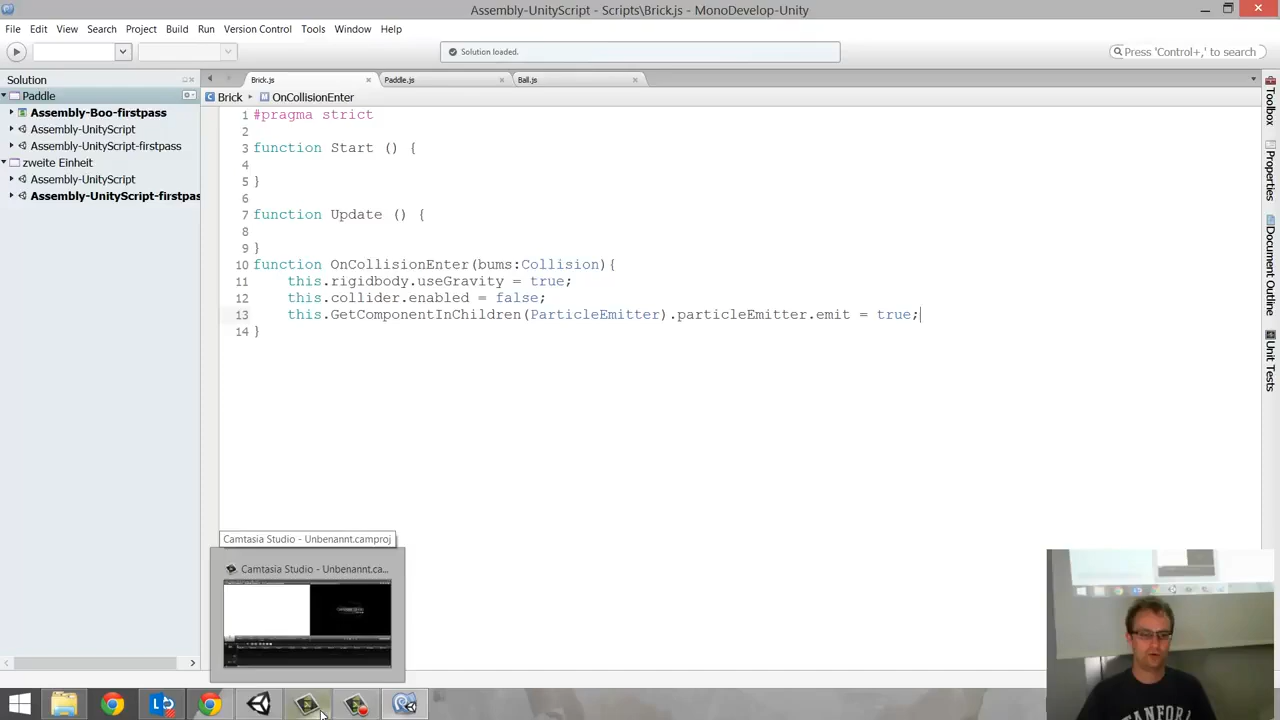 Assembly-UnityScript - Scripts\Brick.js - MonoDevelop-Unity
File Edit View Search Project Build Run Version Control Tools Window Help
Solution loaded.
Press 'Control+,' to search
Solution
Brick.js
Paddle.js
Ball.js
Paddle
Brick
OnCollisionEnter
Assembly-Boo-firstpass
Assembly-UnityScript
Assembly-UnityScript-firstpass
zweite Einheit
Assembly-UnityScript
Assembly-UnityScript-firstpas
1 #pragma strict
2
3 function Start () {
4
5 }
6
7 function Update () {
8
9 }
10 function OnCollisionEnter(bums:Collision){
11 this.rigidbody.useGravity = true;
12 this.collider.enabled = false;
13 this.GetComponentInChildren(ParticleEmitter).particleEmitter.emit = true;
14 }
Toolbox
Properties
Document Outline
Unit Tests
Camtasia Studio - Unbenannt.camproj
Camtasia Studio - Unbenannt.ca...
STANFORD